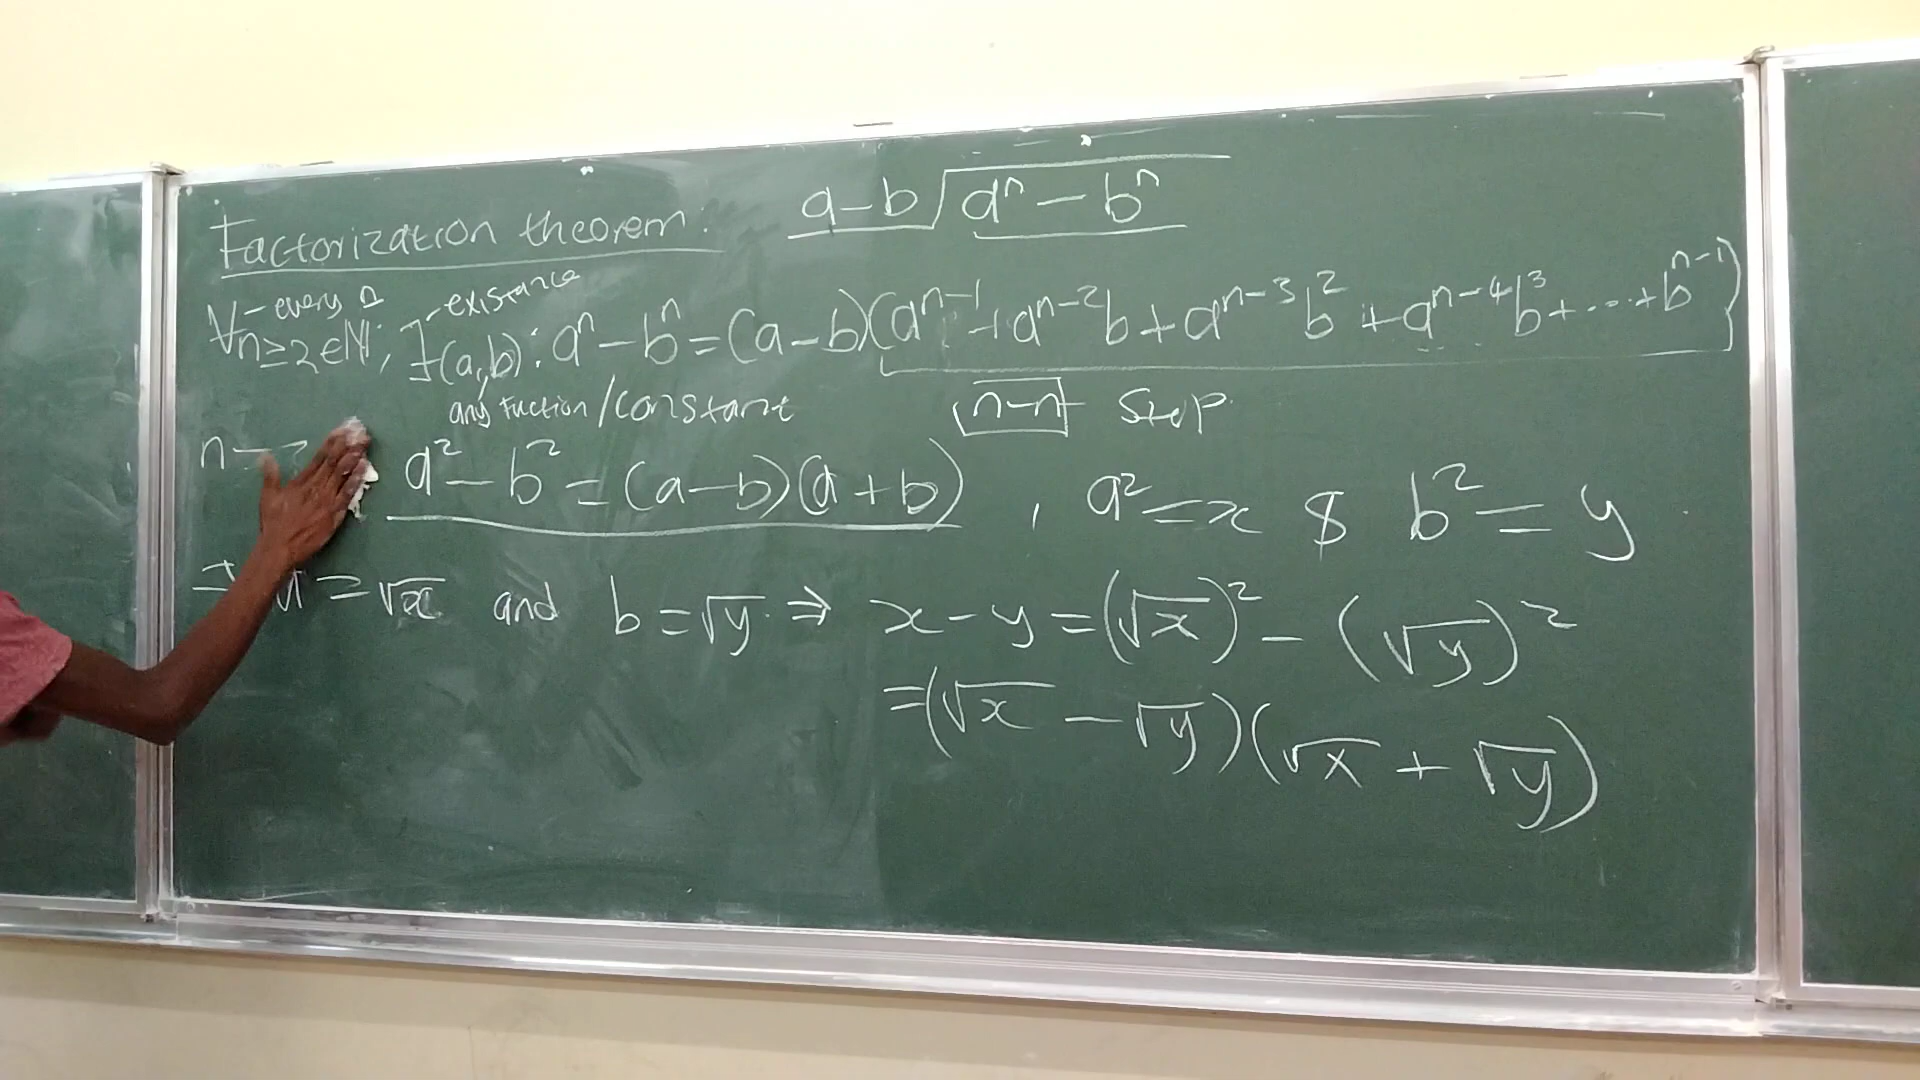 Factorization theorem: a-b√(aⁿ - bⁿ)
- every n - existance
∀n≥2∈ℕ; ∃(a,b): aⁿ - bⁿ = (a-b)(aⁿ⁻¹ + aⁿ⁻²b + aⁿ⁻³b² + aⁿ⁻⁴b³ + ... + bⁿ⁻¹)
any fuction/constant n-n Stop
n = 2 a² - b² = (a-b)(a+b), a² = x & b² = y
⇒ a = √x and b = √y ⇒ x - y = (√x)² - (√y)²
= (√x - √y)(√x + √y)